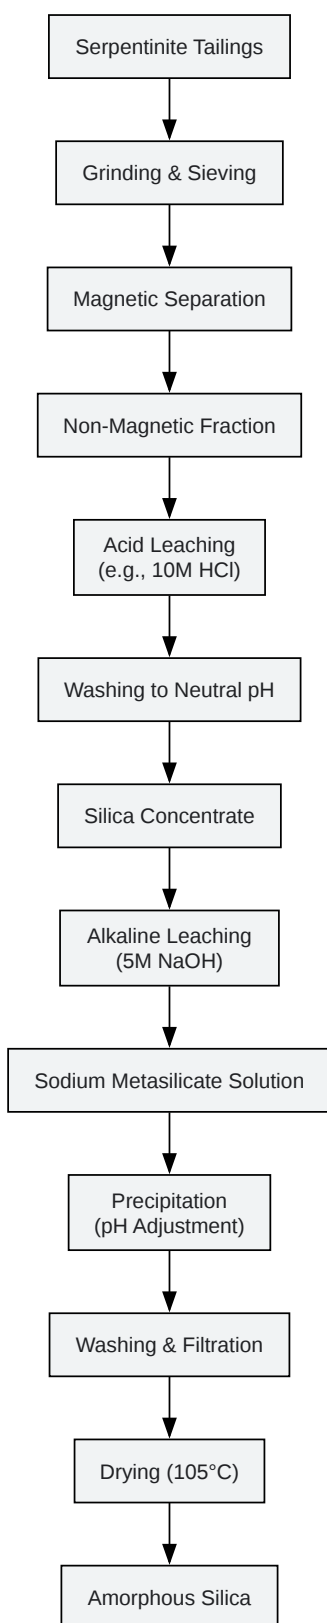 Serpentinite Tailings
Grinding & Sieving
Magnetic Separation
Non-Magnetic Fraction
Acid Leaching
(e.g., 10M HCl)
Washing to Neutral pH
Silica Concentrate
Alkaline Leaching
(5M NaOH)
Sodium Metasilicate Solution
Precipitation
(pH Adjustment)
Washing & Filtration
Drying (105°C)
Amorphous Silica